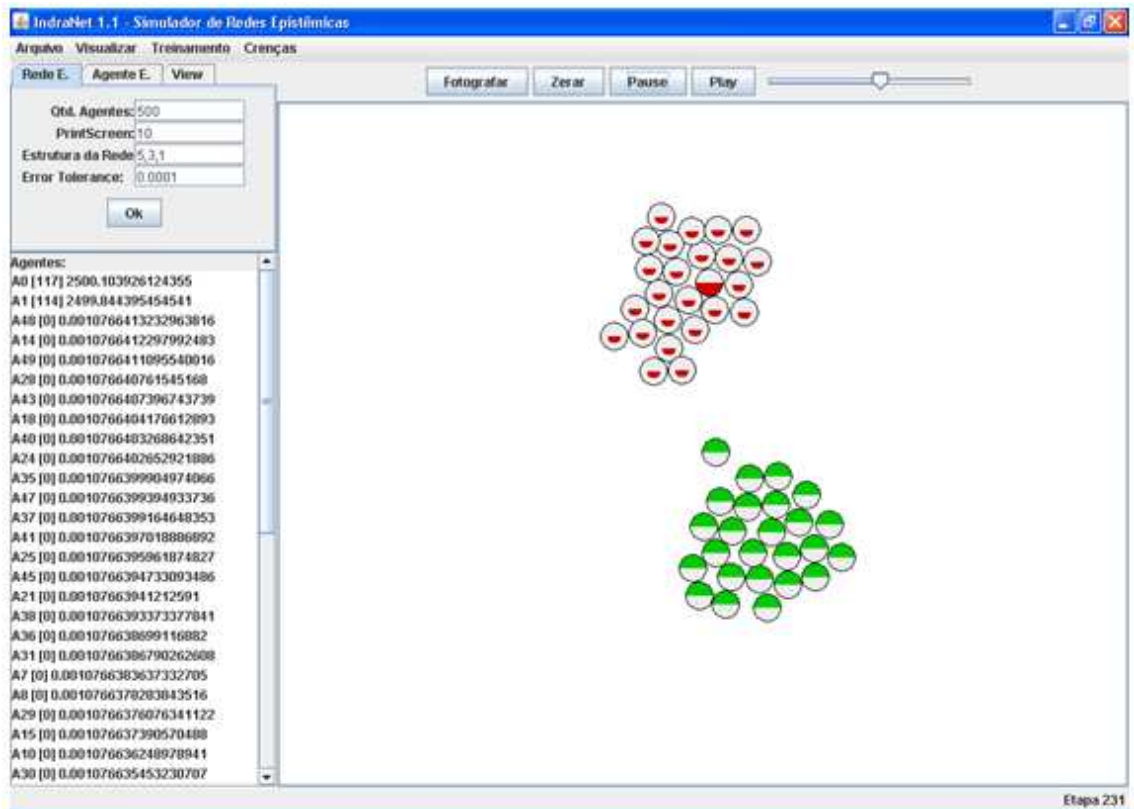 IndraNet 1.1 - Simulador de Redes Epistêmicas
Arquivo Visualizar Treinamento Crenças
Rede E. Agente E. View
Fotografar Zerar Pause Play
Qtd. Agentes: 500
PrintScreen: 10
Estrutura da Rede 5,3,1
Error Tolerance: 0.0001
Ok
Agentes:
A0 [117] 2500.103926124355
A1 [114] 2499.844395454541
A48 [0] 0.0010766413232963816
A14 [0] 0.0010766412297992483
A49 [0] 0.0010766411095540016
A28 [0] 0.001076640761545168
A43 [0] 0.0010766407396743739
A18 [0] 0.0010766404176612893
A40 [0] 0.0010766403268642351
A24 [0] 0.0010766402652921886
A35 [0] 0.0010766399904974066
A47 [0] 0.0010766399394933736
A37 [0] 0.0010766399164648353
A41 [0] 0.0010766397018886892
A25 [0] 0.0010766395961874827
A45 [0] 0.0010766394733093486
A21 [0] 0.001076639412125911
A38 [0] 0.0010766393373377841
A36 [0] 0.001076638699116882
A31 [0] 0.0010766386790262608
A7 [0] 0.0010766383637332705
A8 [0] 0.0010766378283843516
A29 [0] 0.0010766376076341122
A15 [0] 0.001076637390570488
A10 [0] 0.001076636248978941
A30 [0] 0.001076635453230707
Etapa 231